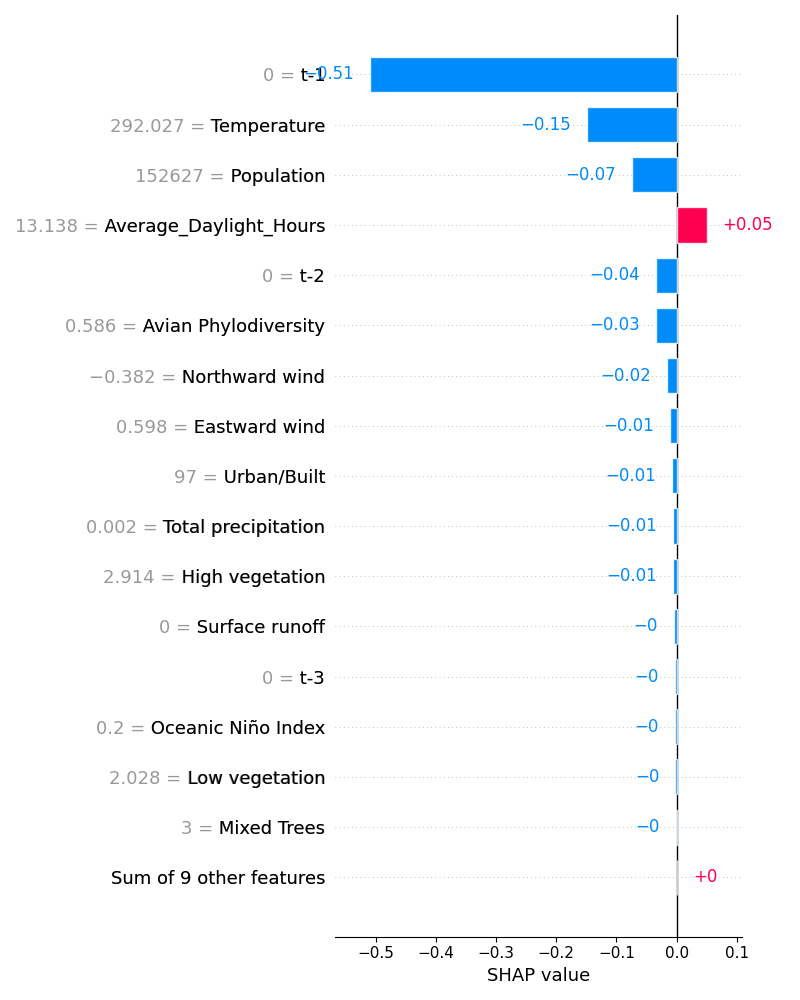 0 = t-1 −0.51
292.027 = Temperature −0.15
152627 = Population −0.07
13.138 = Average_Daylight_Hours +0.05
0 = t-2 −0.04
0.586 = Avian Phylodiversity −0.03
−0.382 = Northward wind −0.02
0.598 = Eastward wind −0.01
97 = Urban/Built −0.01
0.002 = Total precipitation −0.01
2.914 = High vegetation −0.01
0 = Surface runoff −0
0 = t-3 −0
0.2 = Oceanic Niño Index −0
2.028 = Low vegetation −0
3 = Mixed Trees −0
Sum of 9 other features +0
−0.5 −0.4 −0.3 −0.2 −0.1 0.0 0.1
SHAP value